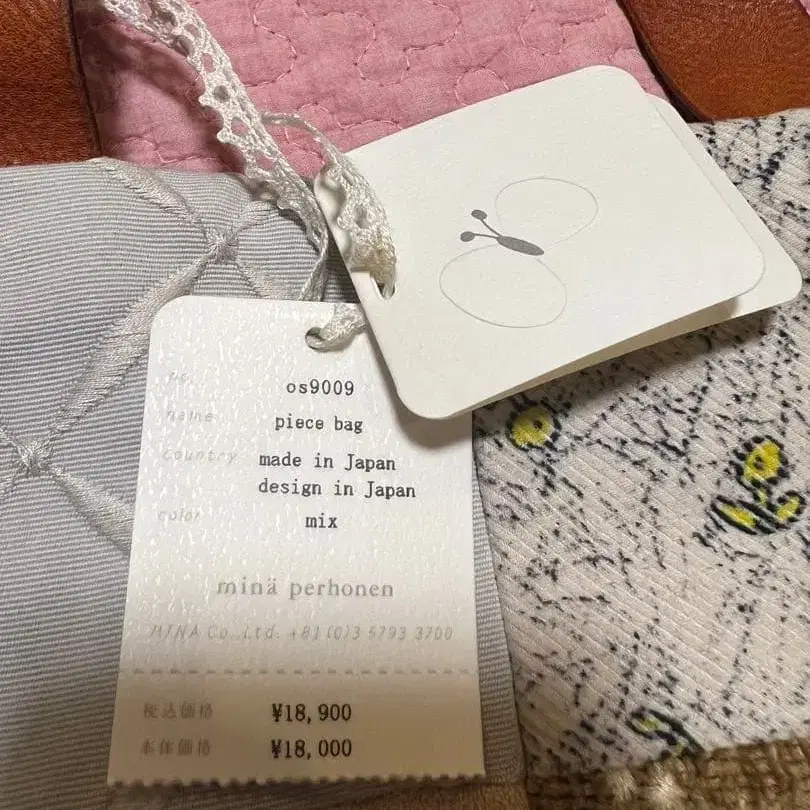 no. os9009
name piece bag
country made in Japan
design in Japan
color mix
minä perhonen
MINA Co.,Ltd. +81(0)3 5793 3700
税込価格 ¥18,900
本体価格 ¥18,000